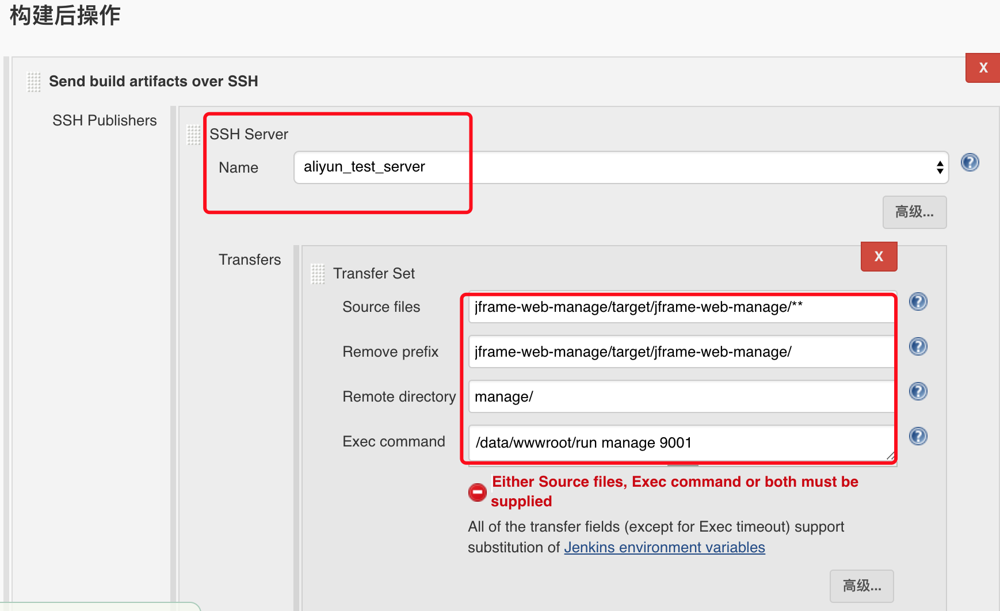 构建后操作
X
Send build artifacts over SSH
SSH Publishers
SSH Server
Name
aliyun_test_server
高级...
Transfers
X
Transfer Set
Source files
jframe-web-manage/target/jframe-web-manage/**
Remove prefix
jframe-web-manage/target/jframe-web-manage/
Remote directory
manage/
Exec command
/data/wwwroot/run manage 9001
Either Source files, Exec command or both must be
supplied
All of the transfer fields (except for Exec timeout) support
substitution of Jenkins environment variables
高级...